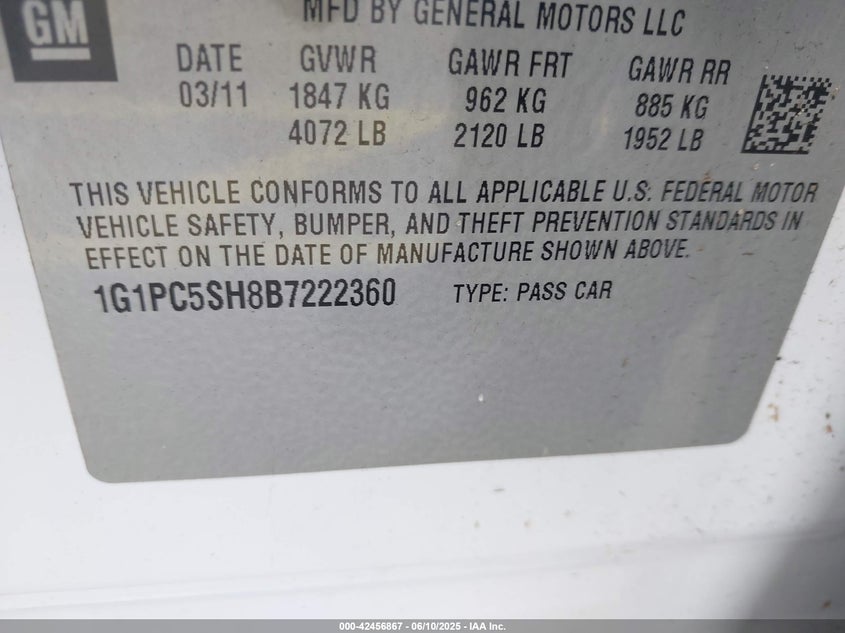 GM
MFD BY GENERAL MOTORS LLC
DATE GVWR GAWR FRT GAWR RR
03/11 1847 KG 962 KG 885 KG
4072 LB 2120 LB 1952 LB
THIS VEHICLE CONFORMS TO ALL APPLICABLE U.S. FEDERAL MOTOR
VEHICLE SAFETY, BUMPER, AND THEFT PREVENTION STANDARDS IN
EFFECT ON THE DATE OF MANUFACTURE SHOWN ABOVE.
1G1PC5SH8B7222360 TYPE: PASS CAR
000-42456867 - 06/10/2025 - IAA Inc.